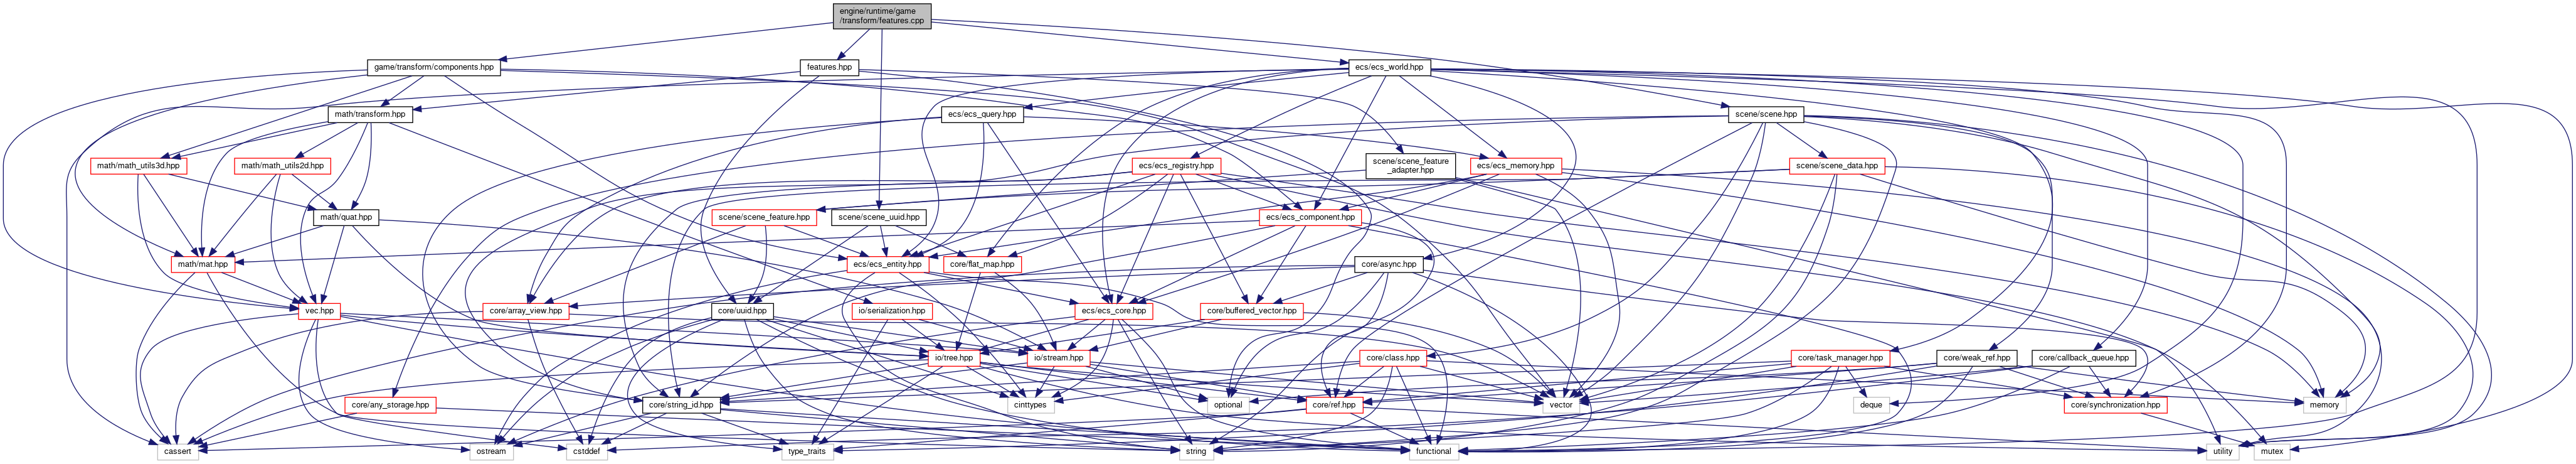 engine/runtime/game
/transform/features.cpp
game/transform/components.hpp
features.hpp
ecs/ecs_world.hpp
math/transform.hpp
ecs/ecs_query.hpp
scene/scene.hpp
math/math_utils3d.hpp
math/math_utils2d.hpp
ecs/ecs_registry.hpp
scene/scene_feature
_adapter.hpp
ecs/ecs_memory.hpp
scene/scene_data.hpp
math/quat.hpp
scene/scene_feature.hpp
scene/scene_uuid.hpp
ecs/ecs_component.hpp
math/mat.hpp
ecs/ecs_entity.hpp
core/flat_map.hpp
core/async.hpp
vec.hpp
core/array_view.hpp
core/uuid.hpp
io/serialization.hpp
ecs/ecs_core.hpp
core/buffered_vector.hpp
io/tree.hpp
io/stream.hpp
core/class.hpp
core/task_manager.hpp
core/weak_ref.hpp
core/callback_queue.hpp
core/any_storage.hpp
core/string_id.hpp
cinttypes
optional
core/ref.hpp
vector
deque
core/synchronization.hpp
memory
cassert
ostream
cstddef
type_traits
string
functional
utility
mutex